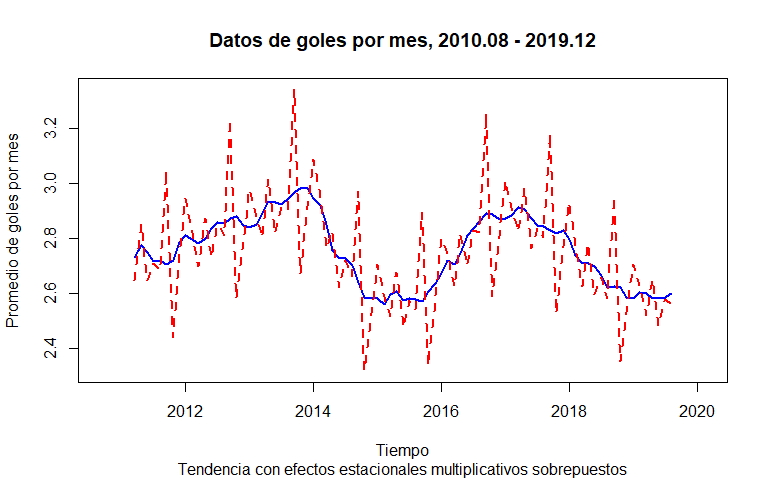 Datos de goles por mes, 2010.08 - 2019.12
Promedio de goles por mes
3.2
3.0
2.8
2.6
2.4
2012 2014 2016 2018 2020
Tiempo
Tendencia con efectos estacionales multiplicativos sobrepuestos